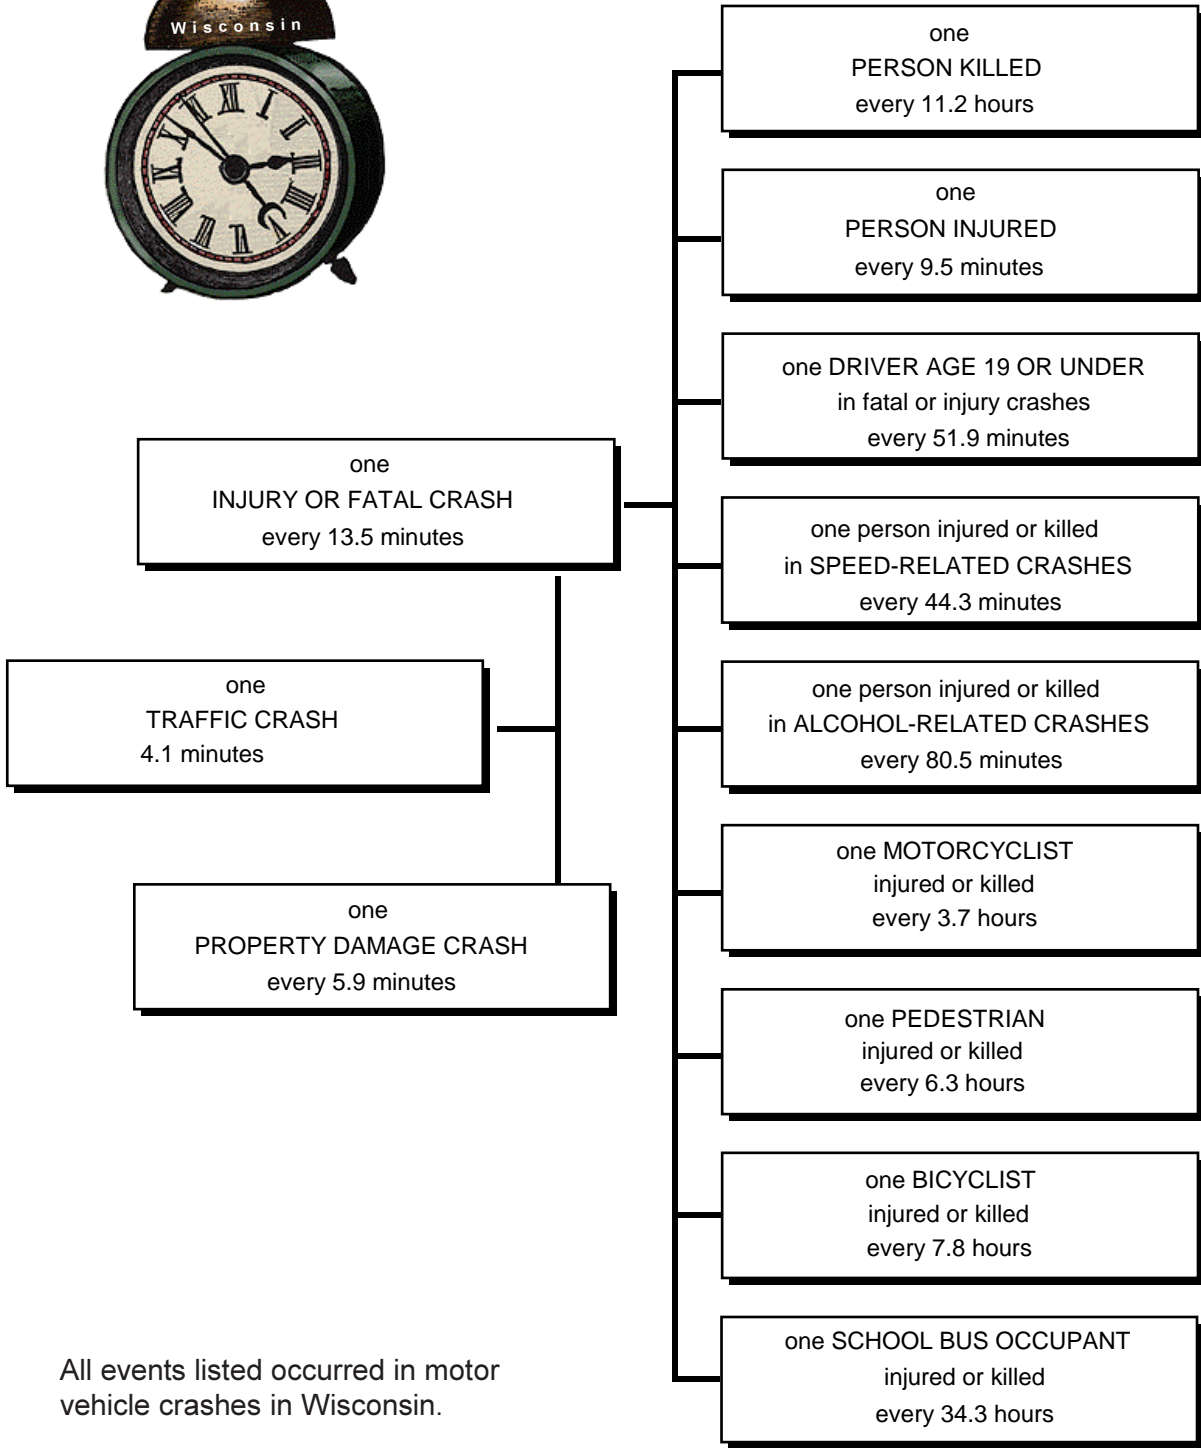 Wisconsin
one
PERSON KILLED
every 11.2 hours
one
PERSON INJURED
every 9.5 minutes
one DRIVER AGE 19 OR UNDER
in fatal or injury crashes
every 51.9 minutes
one
INJURY OR FATAL CRASH
every 13.5 minutes
one person injured or killed
in SPEED-RELATED CRASHES
every 44.3 minutes
one
TRAFFIC CRASH
4.1 minutes
one person injured or killed
in ALCOHOL-RELATED CRASHES
every 80.5 minutes
one
PROPERTY DAMAGE CRASH
every 5.9 minutes
one MOTORCYCLIST
injured or killed
every 3.7 hours
one PEDESTRIAN
injured or killed
every 6.3 hours
one BICYCLIST
injured or killed
every 7.8 hours
one SCHOOL BUS OCCUPANT
injured or killed
every 34.3 hours
All events listed occurred in motor
vehicle crashes in Wisconsin.